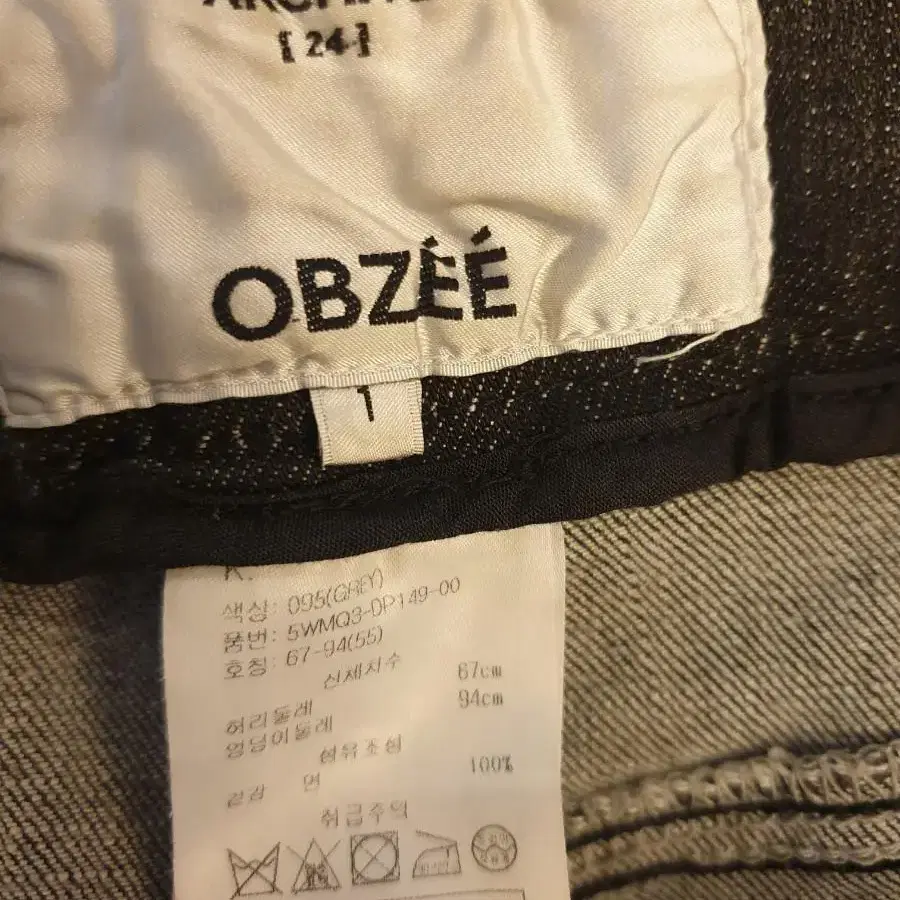 [ 24 ]
OBZÉÉ
1
K.
색상: 095(GREY)
품번: 5WMQ3-DP149-00
호칭: 67-94(55)
신체치수
허리둘레 67cm
엉덩이둘레 94cm
섬유조성
겉감 면 100%
취급주의